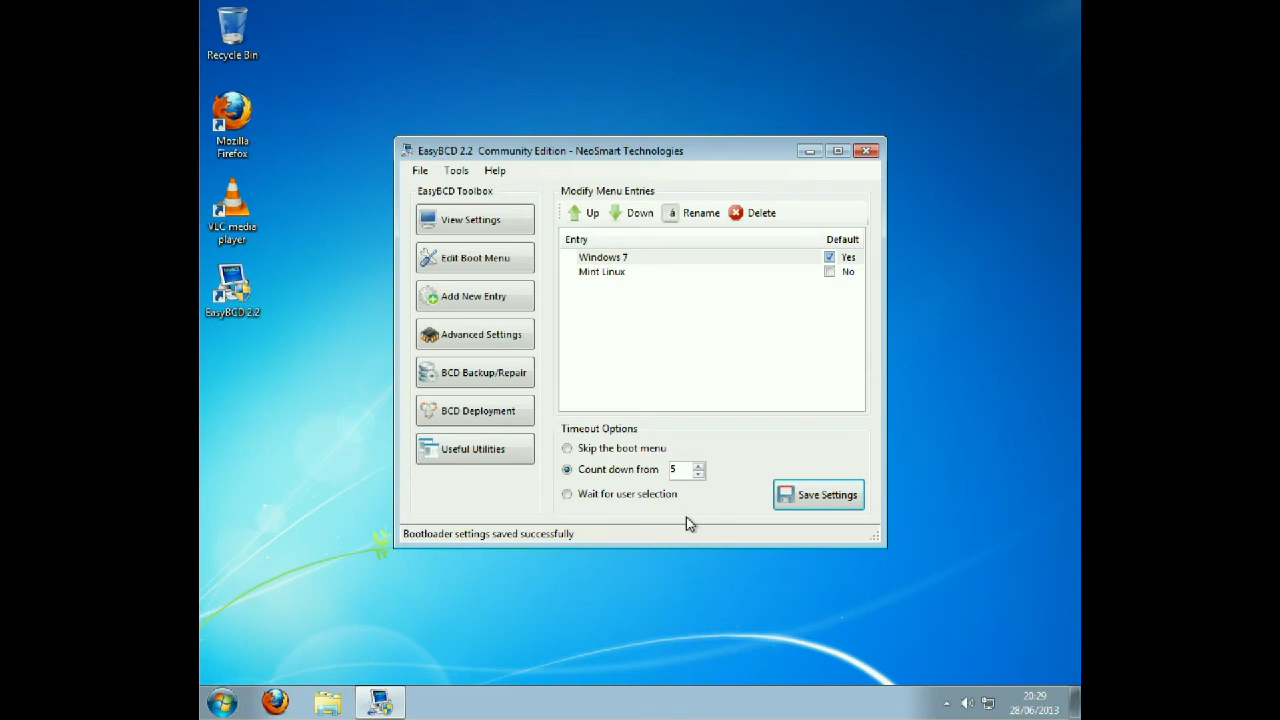 Recycle Bin
Mozilla
Firefox
VLC media
player
EasyBCD 2.2
EasyBCD 2.2 Community Edition - NeoSmart Technologies
File Tools Help
EasyBCD Toolbox
View Settings
Edit Boot Menu
Add New Entry
Advanced Settings
BCD Backup/Repair
BCD Deployment
Useful Utilities
Modify Menu Entries
Up Down á Rename Delete
Entry Default
Windows 7 Yes
Mint Linux No
Timeout Options
Skip the boot menu
Count down from 5
Wait for user selection
Save Settings
Bootloader settings saved successfully
20:29
28/06/2013